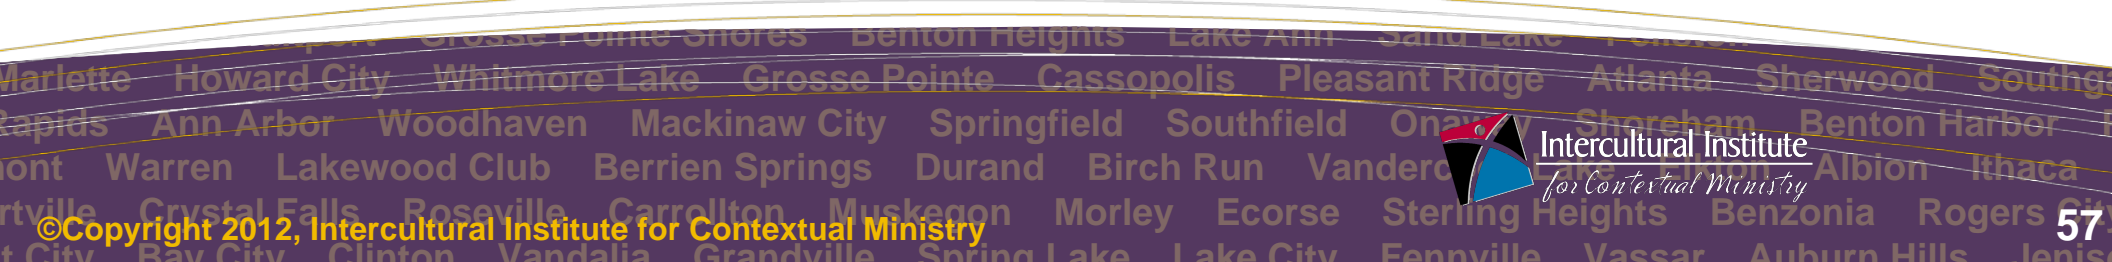 Grosse Pointe Shores Benton Heights Lake Ann Sand Lake
Marlette Howard City Whitmore Lake Grosse Pointe Cassopolis Pleasant Ridge Atlanta Sherwood
Rapids Ann Arbor Woodhaven Mackinaw City Springfield Southfield Shoreham Benton Harbor
Warren Lakewood Club Berrien Springs Durand Birch Run Lake Albion Ithaca
Intercultural Institute
for Contextual Ministry
Crystal Falls Roseville Carrollton Muskegon Morley Ecorse Sterling Heights Benzonia Rogers City
©Copyright 2012, Intercultural Institute for Contextual Ministry
57
City Bay City Clinton Vandalia Grandville Spring Lake Lake City Fennville Vassar Auburn Hills